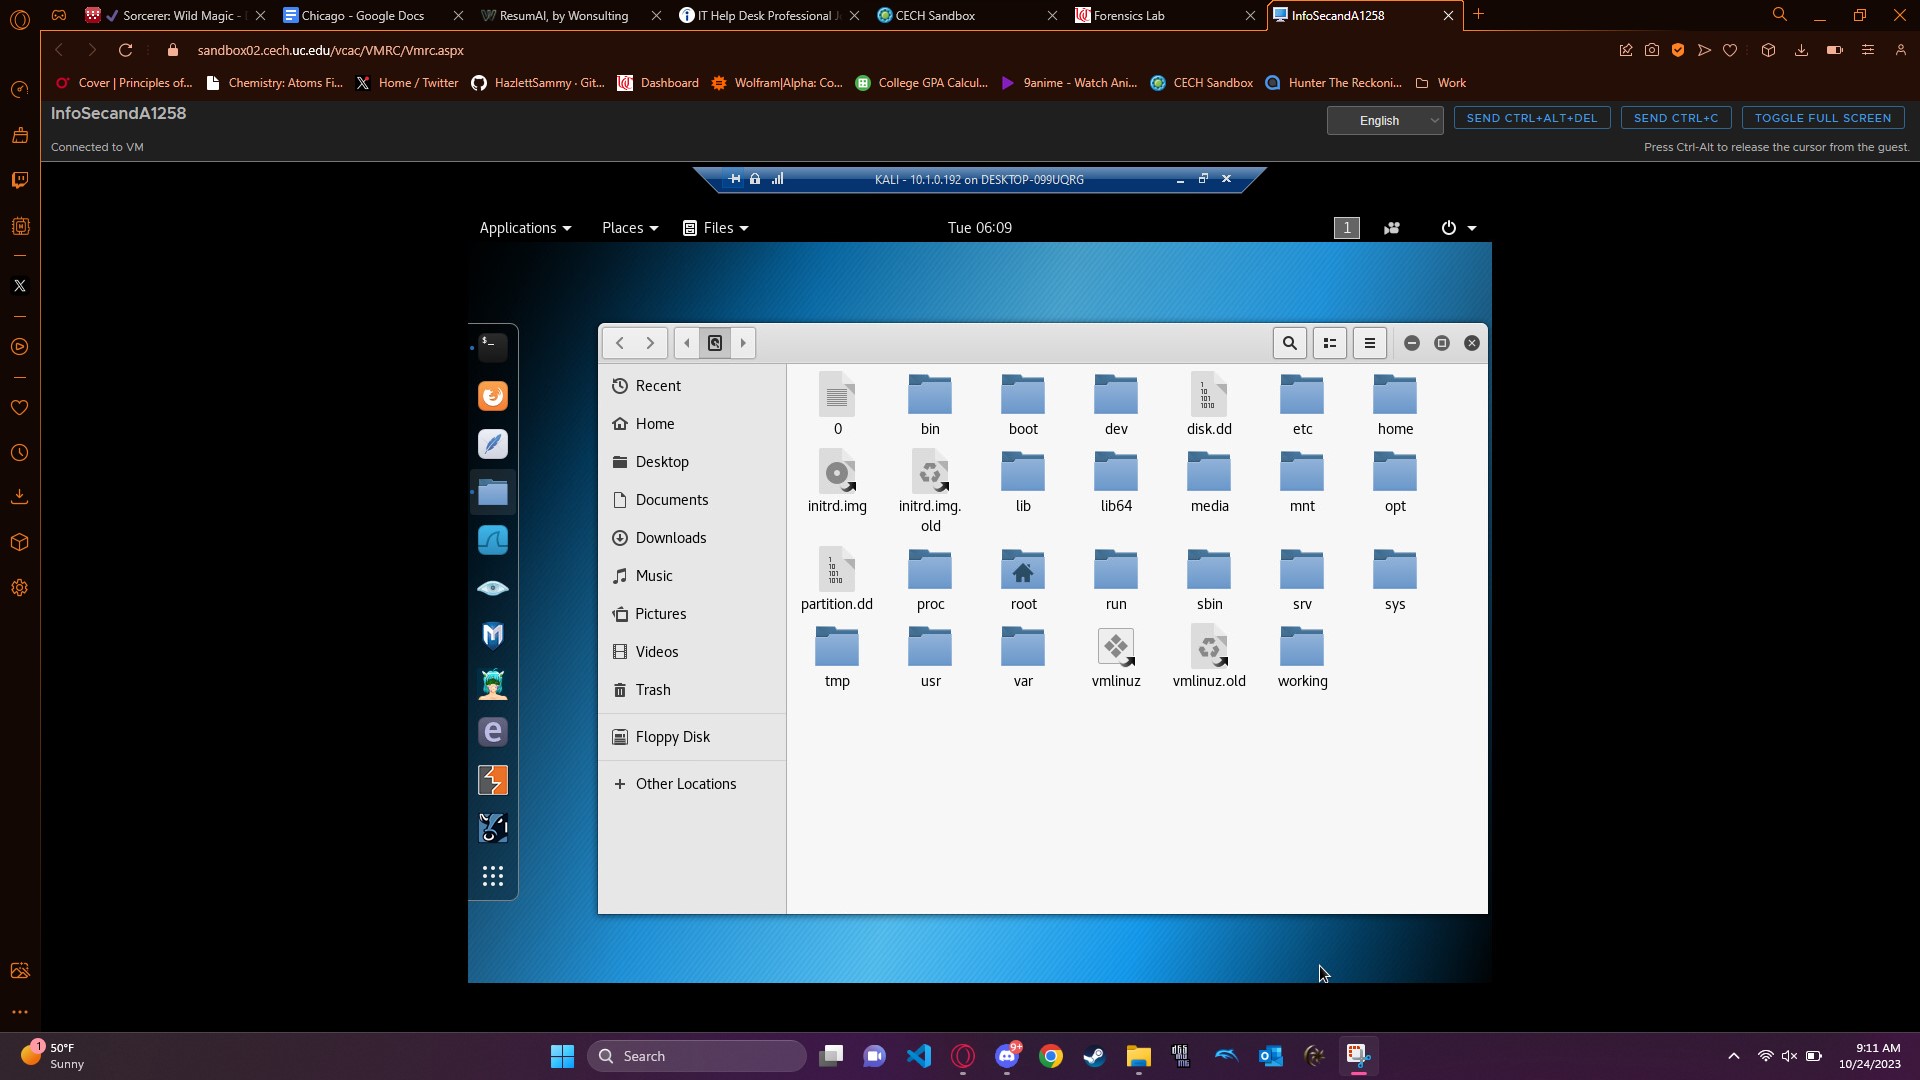 Sorcerer: Wild Magic -
Chicago - Google Docs
ResumAI, by Wonsulting
IT Help Desk Professional
CECH Sandbox
Forensics Lab
InfoSecandA1258
sandbox02.cech.uc.edu/vcac/VMRC/Vmrc.aspx
Cover | Principles of...
Chemistry: Atoms Fi...
Home / Twitter
HazlettSammy · Git...
Dashboard
Wolfram|Alpha: Co...
College GPA Calcul...
9anime - Watch Ani...
CECH Sandbox
Hunter The Reckoni...
Work
InfoSecandA1258
English
SEND CTRL+ALT+DEL
SEND CTRL+C
TOGGLE FULL SCREEN
Connected to VM
Press Ctrl-Alt to release the cursor from the guest.
KALI - 10.1.0.192 on DESKTOP-099UQRG
Applications
Places
Files
Tue 06:09
1
Recent
Home
Desktop
Documents
Downloads
Music
Pictures
Videos
Trash
Floppy Disk
+ Other Locations
0
bin
boot
dev
disk.dd
etc
home
initrd.img
initrd.img.
old
lib
lib64
media
mnt
opt
partition.dd
proc
root
run
sbin
srv
sys
tmp
usr
var
vmlinuz
vmlinuz.old
working
1
50°F
Sunny
Search
9+
9:11 AM
10/24/2023